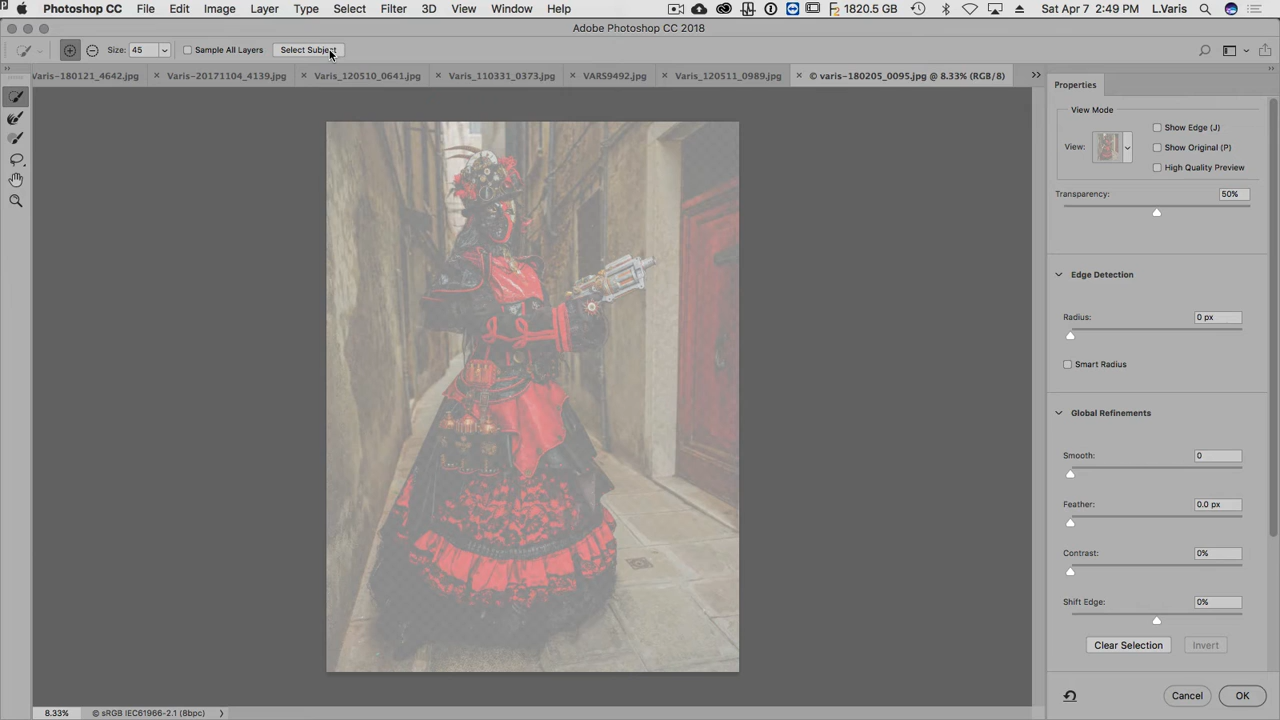 Photoshop CC File Edit Image Layer Type Select Filter 3D View Window Help 1820.5 GB Sat Apr 7 2:49 PM L.Varis
Adobe Photoshop CC 2018
Size: 45 Sample All Layers Select Subject
Varis-180121_4642.jpg × Varis-20171104_4139.jpg × Varis_120510_0641.jpg × Varis_110331_0373.jpg × VARS9492.jpg × Varis_120511_0989.jpg × © varis-180205_0095.jpg @ 8.33% (RGB/8) >>
Properties
View Mode
Show Edge (J)
View:
Show Original (P)
High Quality Preview
Transparency: 50%
Edge Detection
Radius: 0 px
Smart Radius
Global Refinements
Smooth: 0
Feather: 0.0 px
Contrast: 0%
Shift Edge: 0%
Clear Selection Invert
Cancel OK
8.33% © sRGB IEC61966-2.1 (8bpc) >